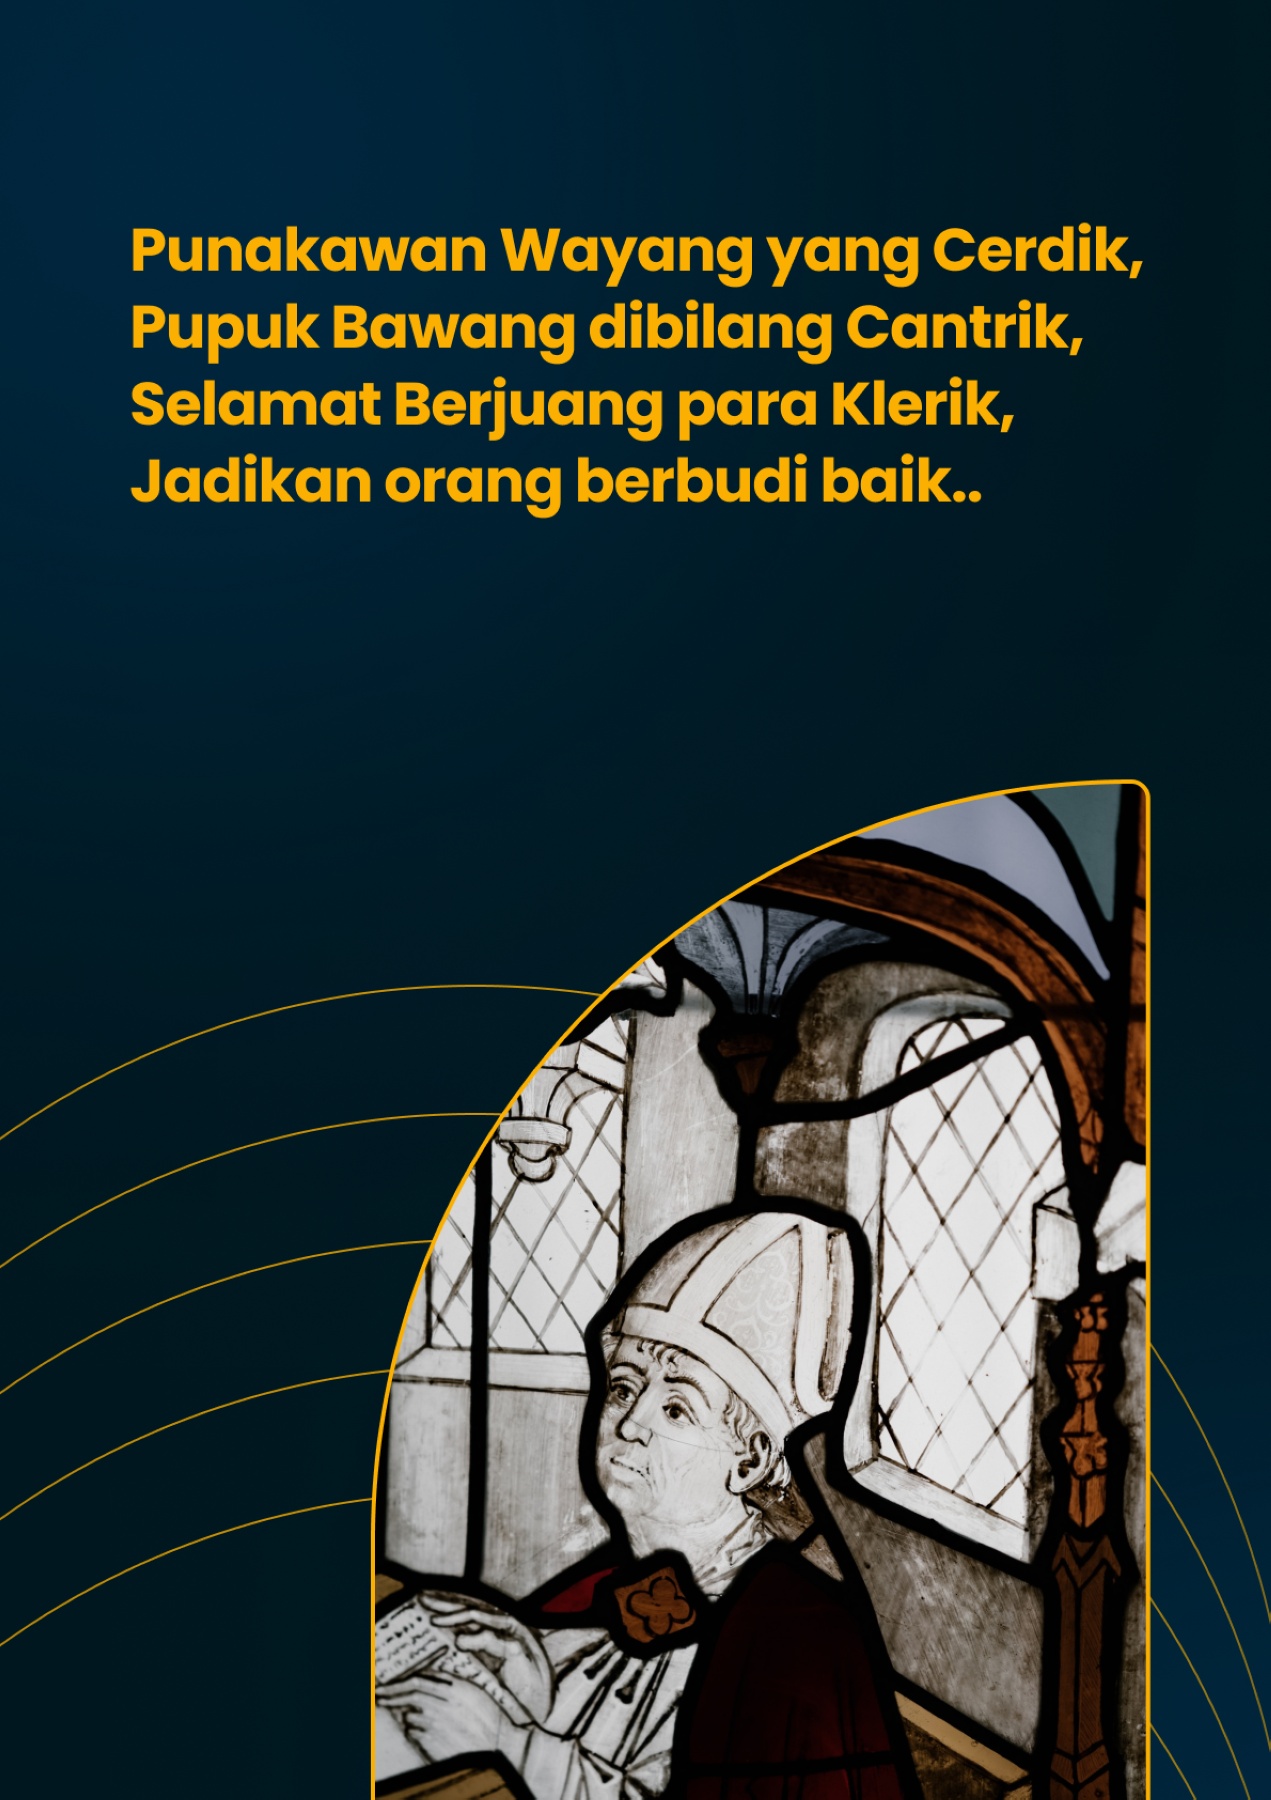 Punakawan Wayang yang Cerdik,
Pupuk Bawang dibilang Cantrik,
Selamat Berjuang para Klerik,
Jadikan orang berbudi baik..